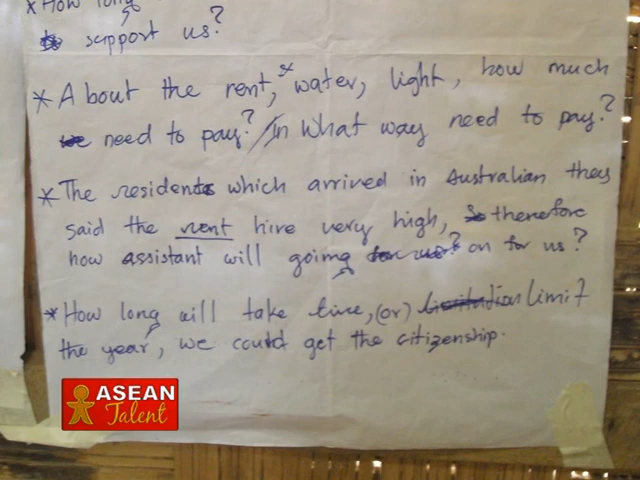 * How long
support us?
* About the rent, water, light, how much
need to pay? / in what way need to pay?
* The residents which arrived in Australian they
said the rent hire very high, therefore
how assistant will going on for us?
* How long will take time, (or) limit
the year, we could get the citizenship.
ASEAN
Talent